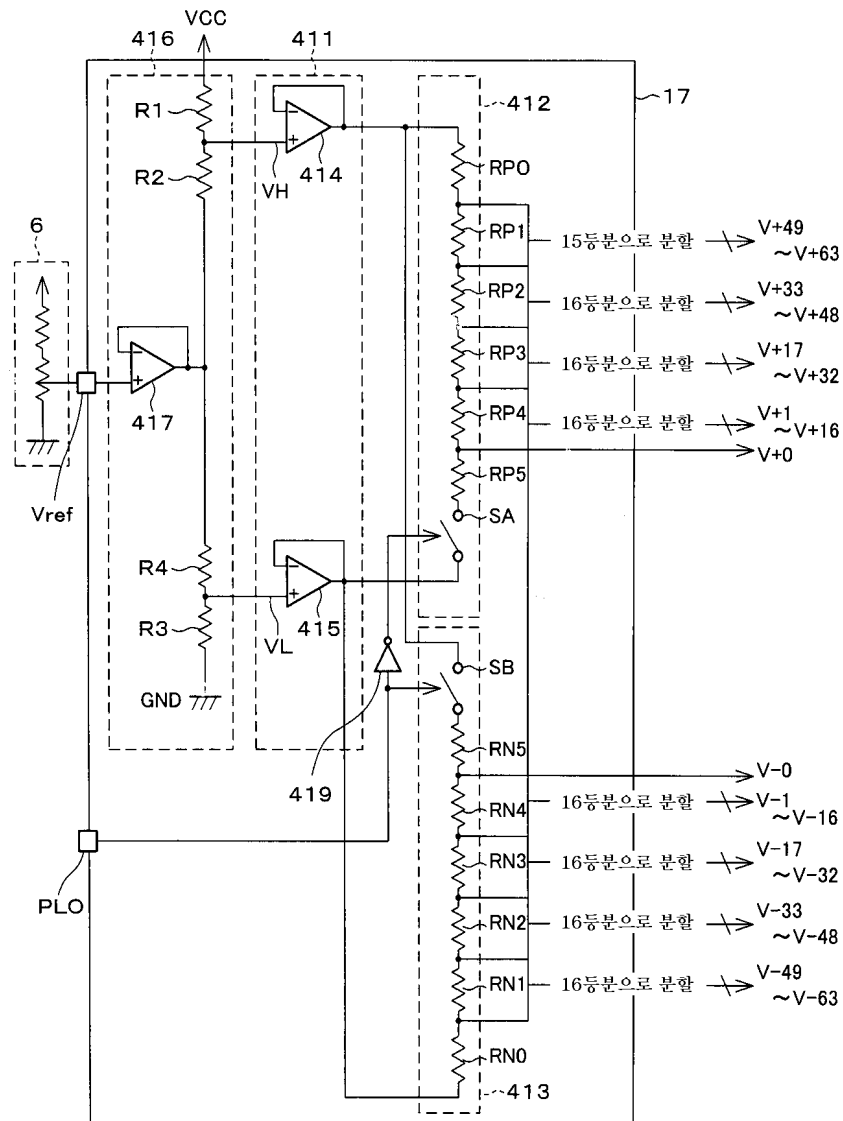 VCC
416
411
17
R1
412
414
RP0
R2
VH
6
RP1
15등분으로 분할
V+49
~V+63
RP2
16등분으로 분할
V+33
~V+48
RP3
16등분으로 분할
V+17
~V+32
417
RP4
16등분으로 분할
V+1
~V+16
V+0
RP5
Vref
SA
R4
415
R3
VL
SB
GND
RN5
419
V-0
RN4
16등분으로 분할
V-1
~V-16
PLO
RN3
16등분으로 분할
V-17
~V-32
RN2
16등분으로 분할
V-33
~V-48
RN1
16등분으로 분할
V-49
~V-63
RN0
413